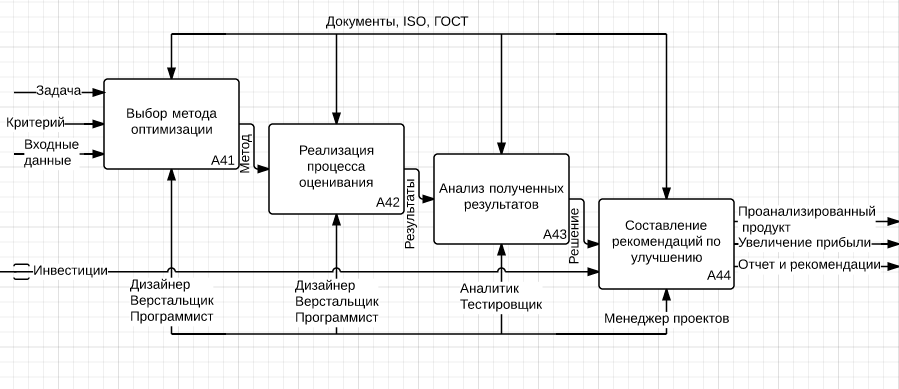 Документы, ISO, ГОСТ
Задача
Критерий
Входные
данные
Выбор метода
оптимизации
A41
Метод
Реализация
процесса
оценивания
A42
Результаты
Анализ полученных
результатов
A43
Решение
Составление
рекомендаций по
улучшению
A44
Проанализированный
продукт
Увеличение прибыли
Отчет и рекомендации
Инвестиции
Дизайнер
Верстальщик
Программист
Дизайнер
Верстальщик
Программист
Аналитик
Тестировщик
Менеджер проектов